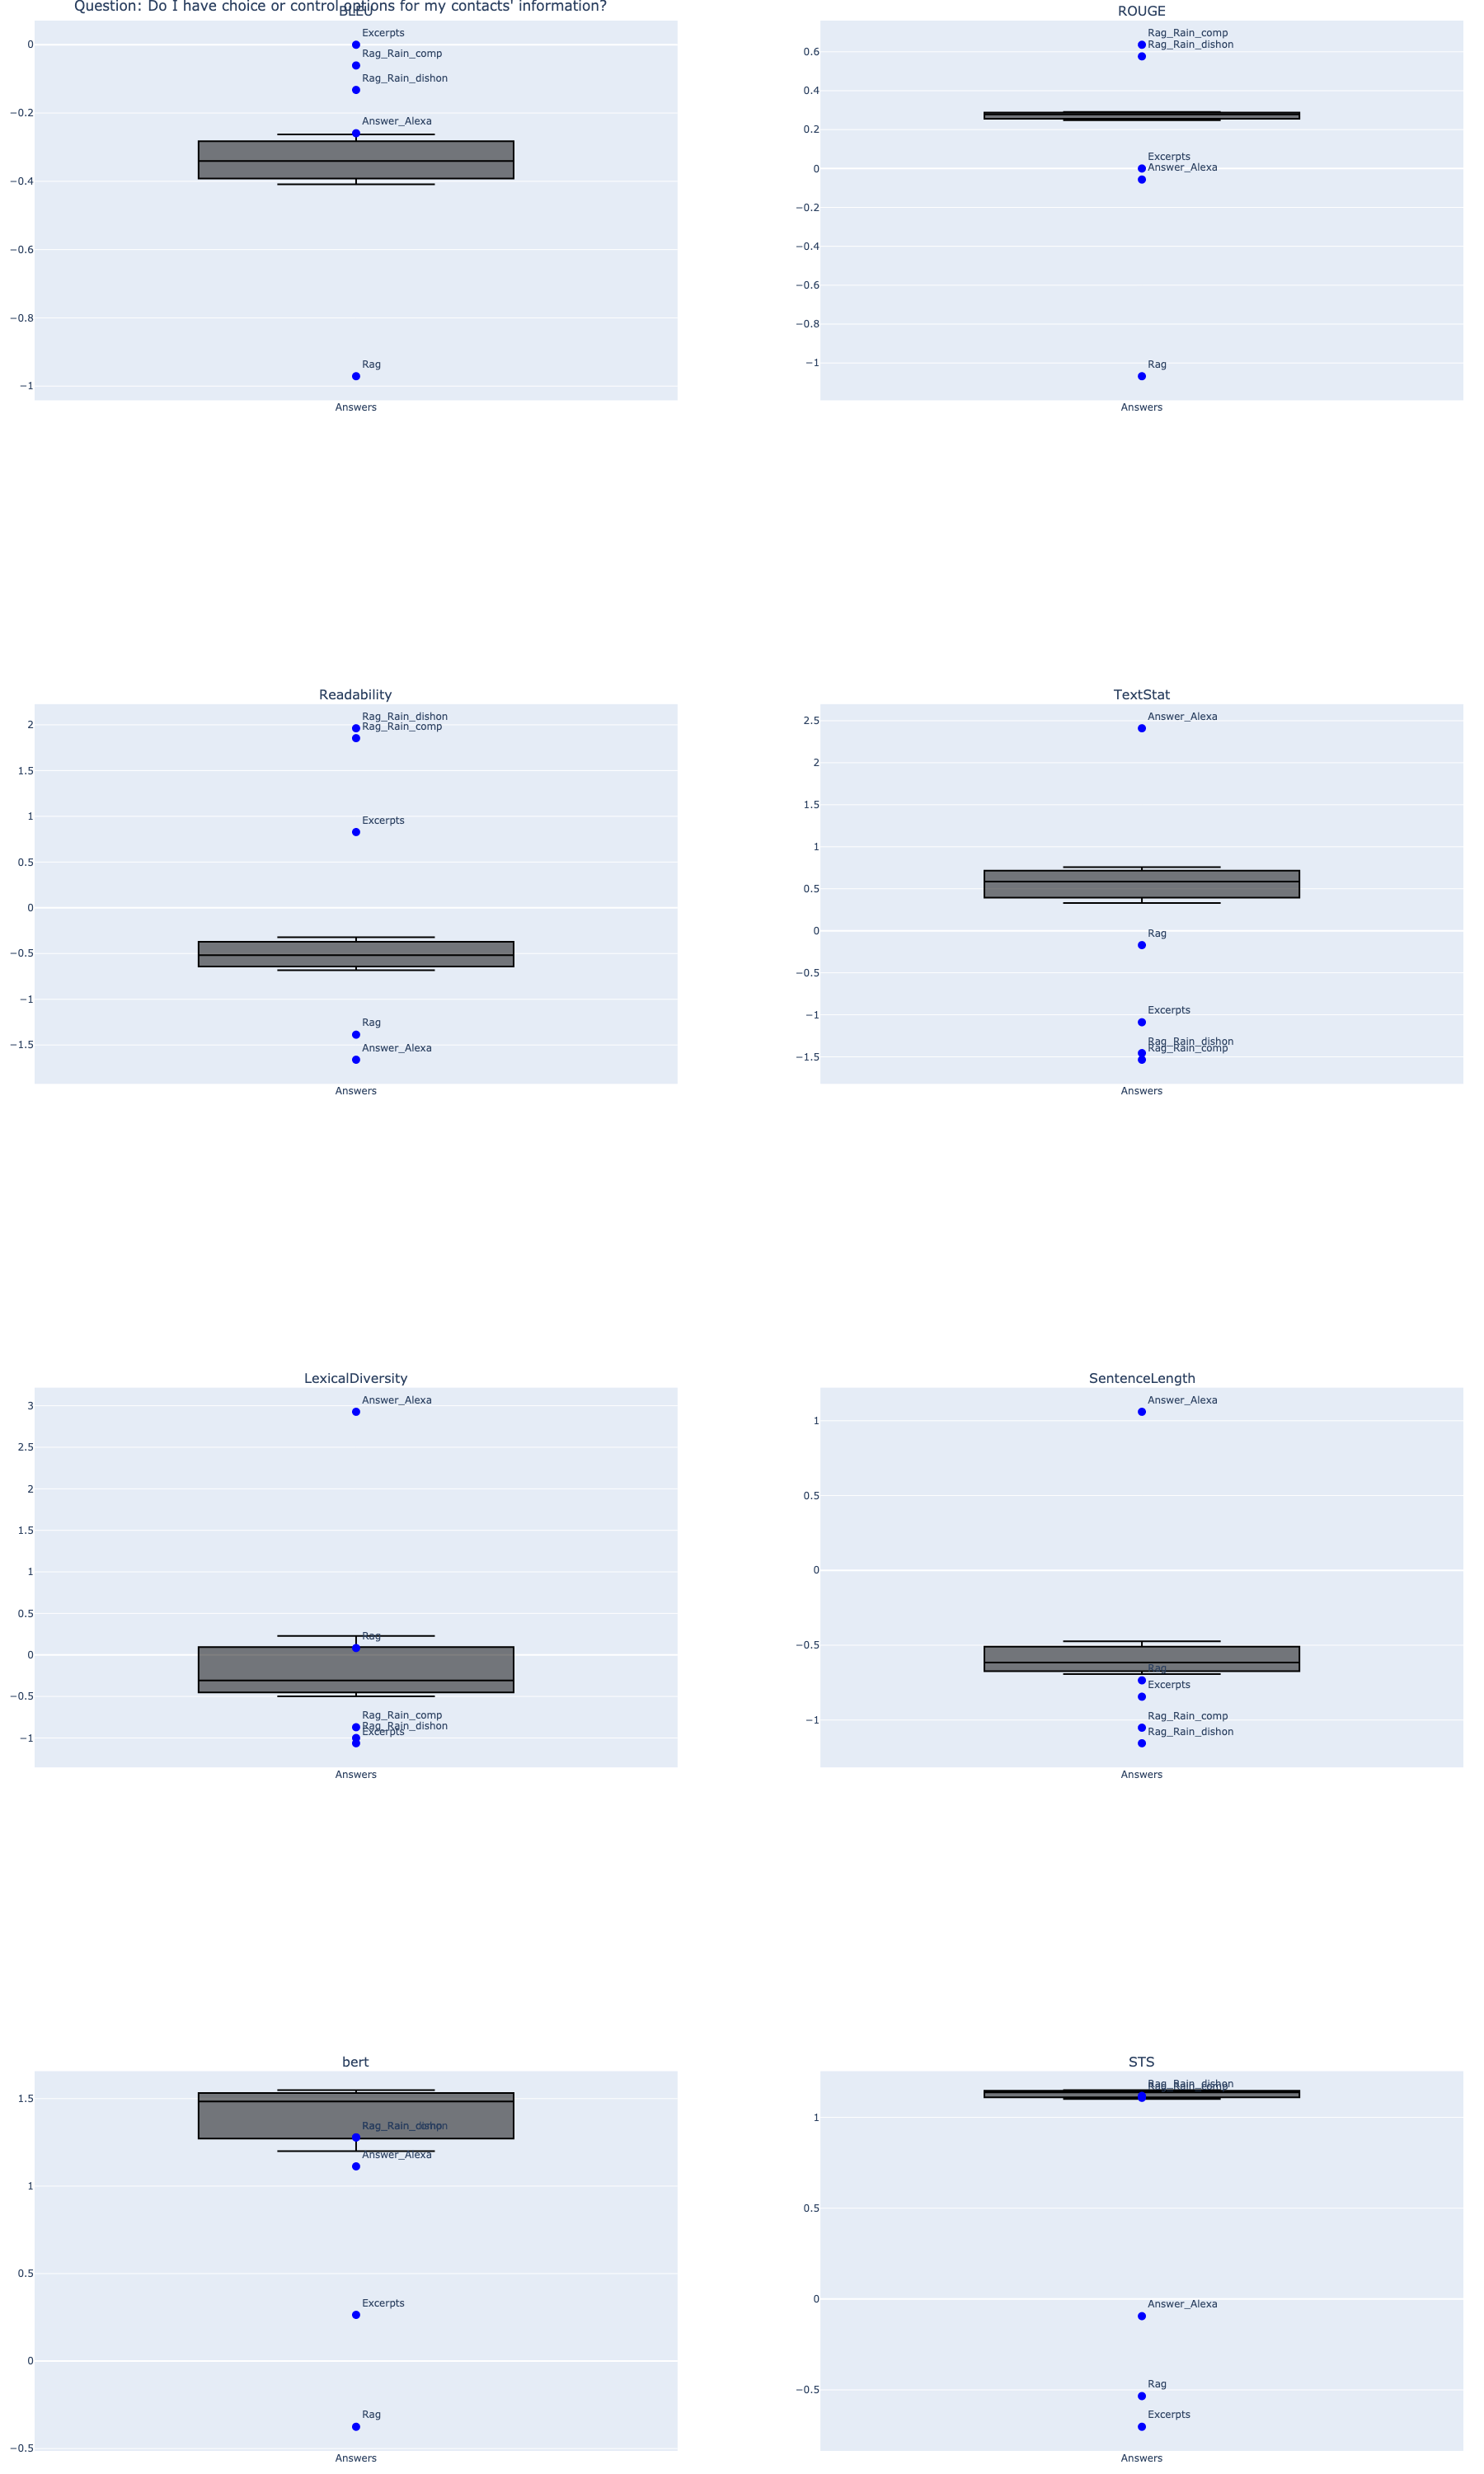 Question: Do I have choice or control options for my contacts' information?
BLEU
0
−0.2
−0.4
−0.6
−0.8
−1
Excerpts
Rag_Rain_comp
Rag_Rain_dishon
Answer_Alexa
Rag
Answers
ROUGE
0.6
0.4
0.2
0
−0.2
−0.4
−0.6
−0.8
−1
Rag_Rain_comp
Rag_Rain_dishon
Excerpts
Answer_Alexa
Rag
Answers
Readability
2
1.5
1
0.5
0
−0.5
−1
−1.5
Rag_Rain_dishon
Rag_Rain_comp
Excerpts
Rag
Answer_Alexa
Answers
TextStat
2.5
2
1.5
1
0.5
0
−0.5
−1
−1.5
Answer_Alexa
Rag
Excerpts
Rag_Rain_dishon
Rag_Rain_comp
Answers
LexicalDiversity
3
2.5
2
1.5
1
0.5
0
−0.5
−1
Answer_Alexa
Rag
Rag_Rain_comp
Rag_Rain_dishon
Excerpts
Answers
SentenceLength
1
0.5
0
−0.5
−1
Answer_Alexa
Rag
Excerpts
Rag_Rain_comp
Rag_Rain_dishon
Answers
bert
1.5
1
0.5
0
−0.5
Rag_Rain_comp
Rag_Rain_dishon
Answer_Alexa
Excerpts
Rag
Answers
STS
1
0.5
0
−0.5
Rag_Rain_dishon
Rag_Rain_comp
Answer_Alexa
Rag
Excerpts
Answers